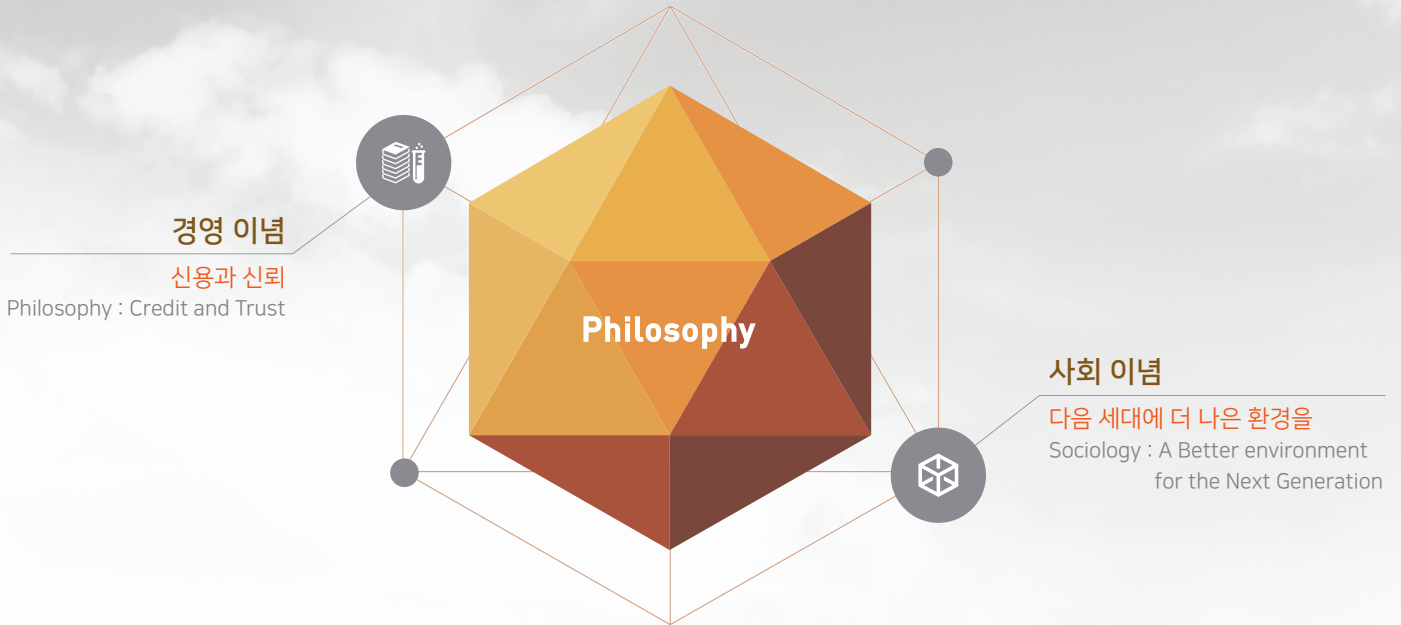 경영 이념
신용과 신뢰
Philosophy : Credit and Trust
Philosophy
사회 이념
다음 세대에 더 나은 환경을
Sociology : A Better environment
for the Next Generation